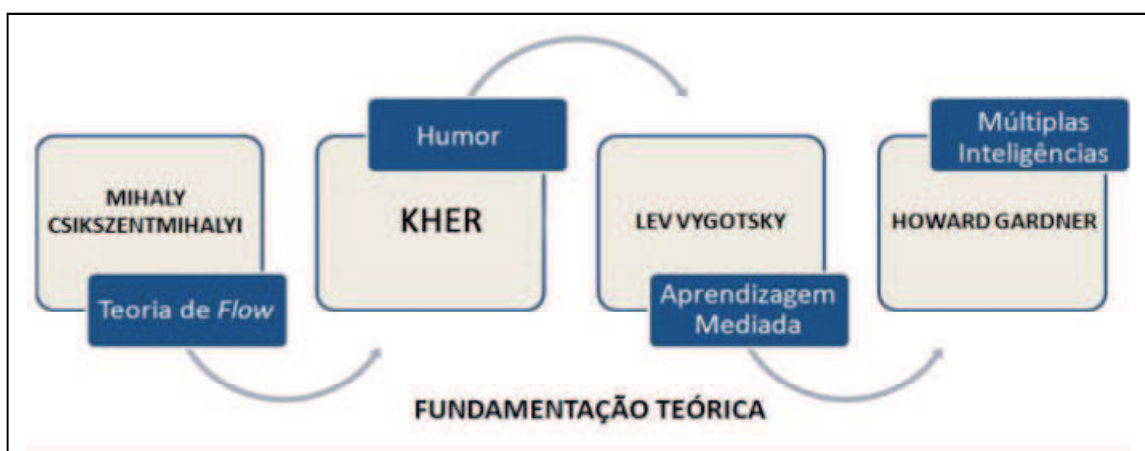 MIHALY
CSIKSZENTMIHALYI
Teoria de Flow
Humor
KHER
LEV VYGOTSKY
Aprendizagem
Mediada
Múltiplas
Inteligências
HOWARD GARDNER
FUNDAMENTAÇÃO TEÓRICA